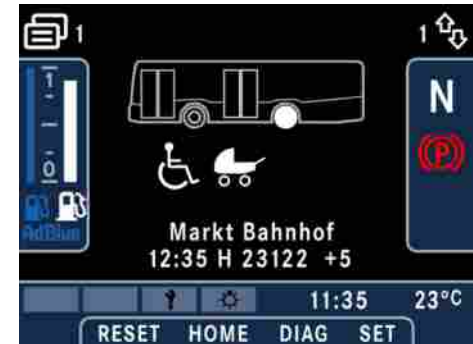 1
1
1
0
AdBlue
N
(P)
Markt Bahnhof
12:35 H 23122 +5
11:35 23°C
RESET HOME DIAG SET